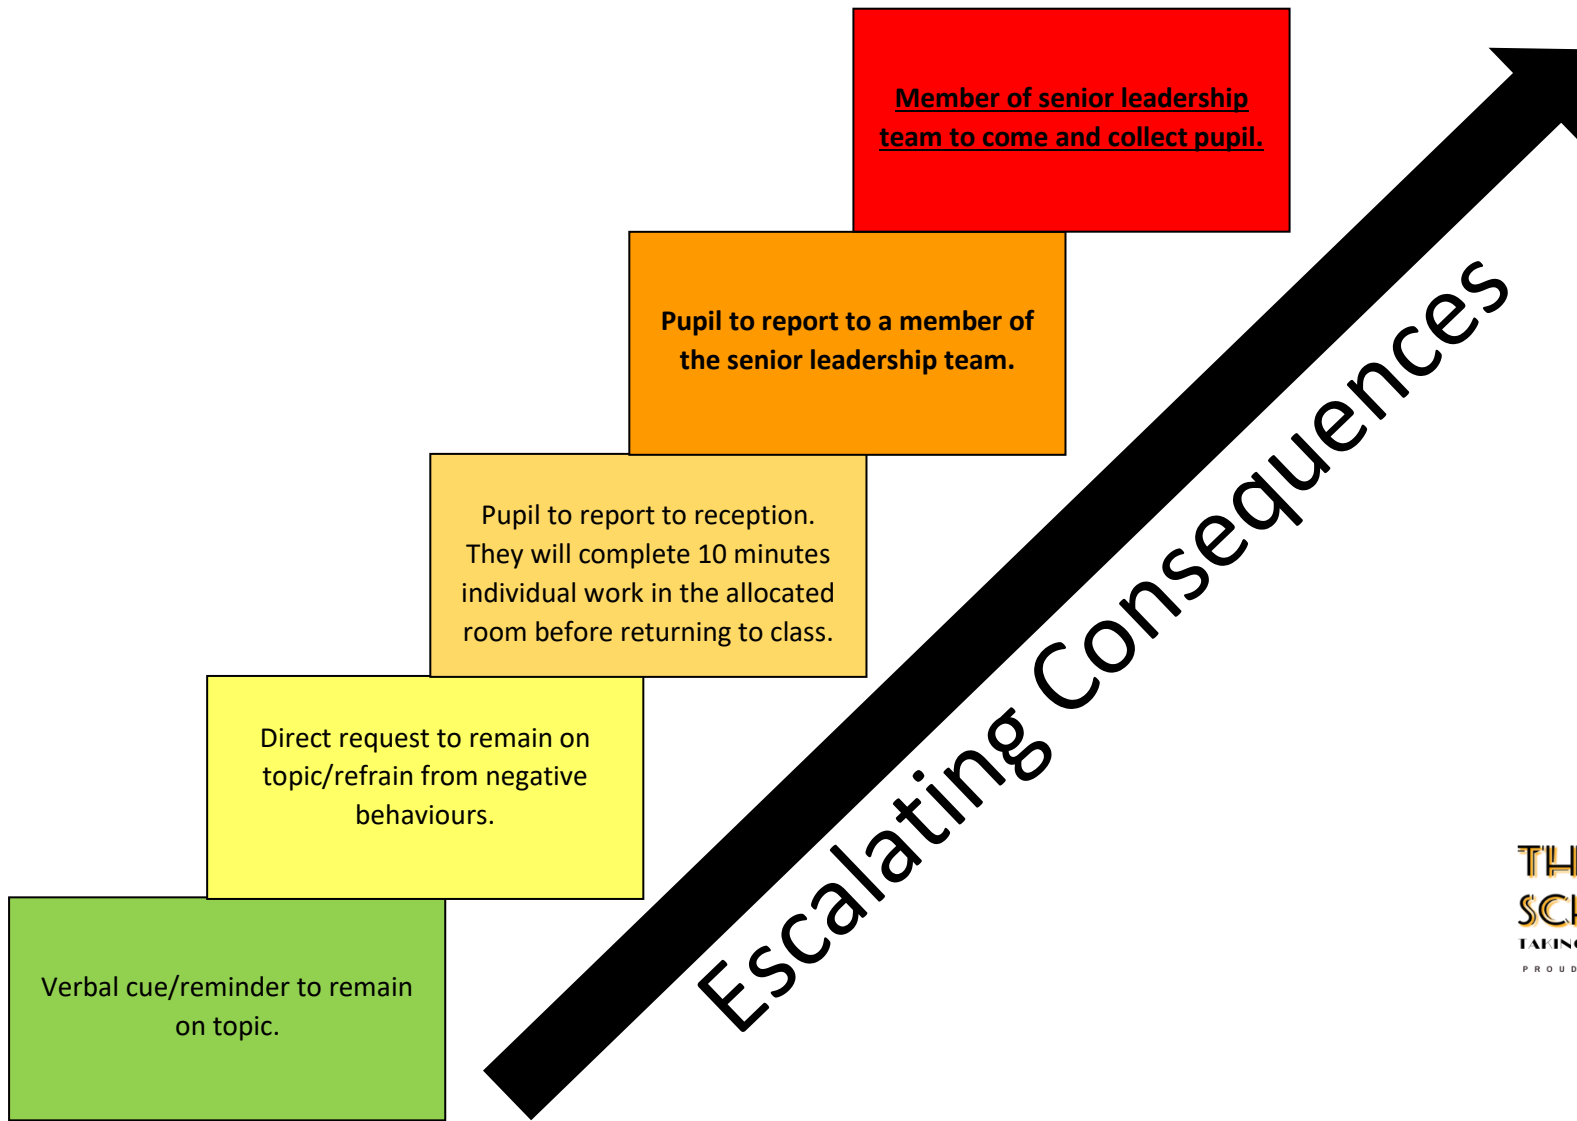 Member of senior leadership
team to come and collect pupil.
Pupil to report to a member of
the senior leadership team.
Pupil to report to reception.
They will complete 10 minutes
individual work in the allocated
room before returning to class.
Direct request to remain on
topic/refrain from negative
behaviours.
Verbal cue/reminder to remain
on topic.
Escalating Consequences